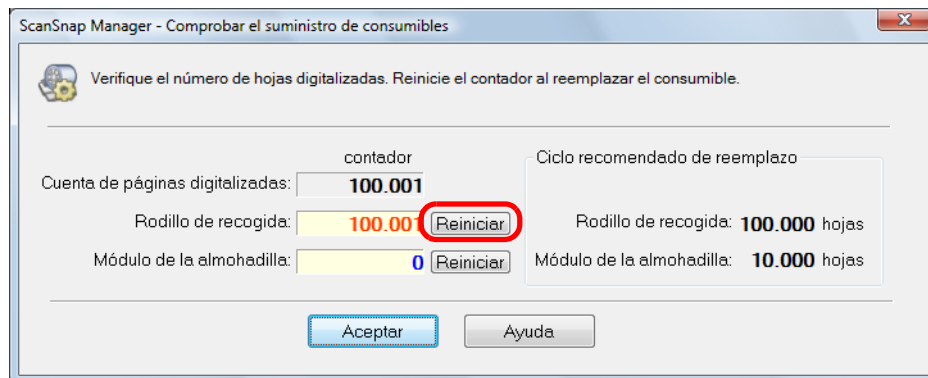 ScanSnap Manager - Comprobar el suministro de consumibles
Verifique el número de hojas digitalizadas. Reinicie el contador al reemplazar el consumible.
contador
Ciclo recomendado de reemplazo
Cuenta de páginas digitalizadas: 100.001
Rodillo de recogida: 100.001 Reiniciar Rodillo de recogida: 100.000 hojas
Módulo de la almohadilla: 0 Reiniciar Módulo de la almohadilla: 10.000 hojas
Aceptar Ayuda